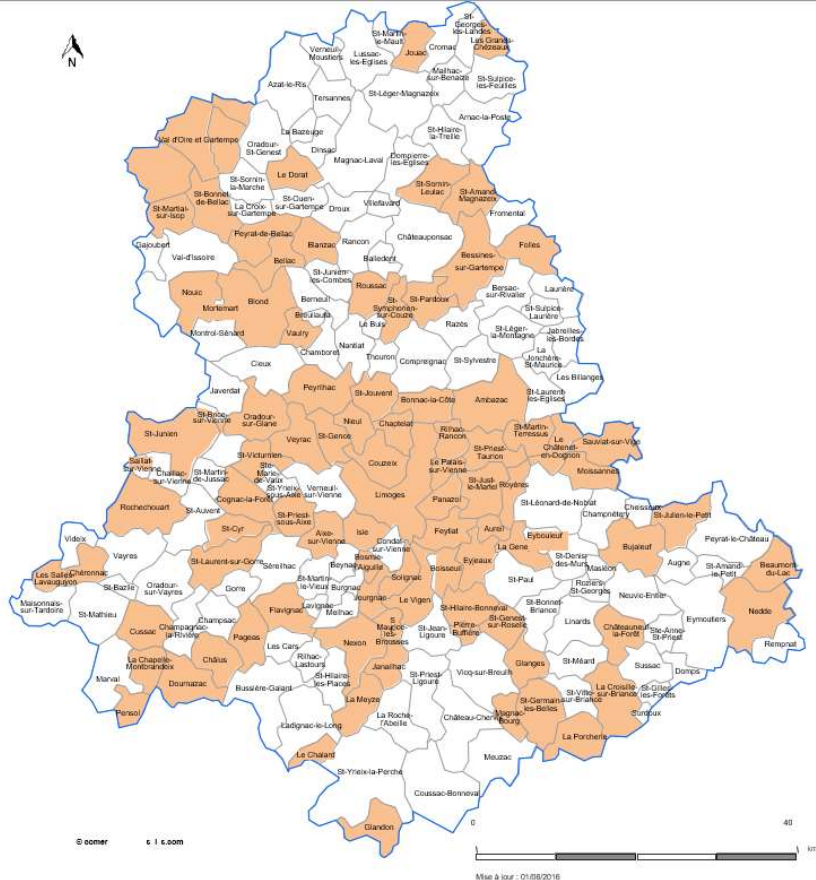 N
St-Georges-
les-Landes
St-Martin-
le-Mault
Les Grands-
Chézeaux
Jouac
Cromac
Verneuil-
Moustiers
Lussac-
les-Eglises
Mailhac-
sur-Benaize
St-Sulpice-
les-Feuilles
Azat-le-Ris
Tersannes
St-Léger-Magnazeix
Arnac-la-Poste
Val d'Oire et Gartempe
La Bazeuge
St-Hilaire-
la-Treille
Oradour-
St-Genest
Dinsac
Magnac-Laval
Dompierre-
les-Eglises
Le Dorat
St-Sornin-
la-Marche
St-Sornin-
Leulac
St-Amand-
Magnazeix
St-Bonnet-
de-Bellac
La Croix-
sur-Gartempe
St-Ouen-
sur-Gartempe
Droux
Villefavard
Fromental
St-Martial-
sur-Isop
Peyrat-de-Bellac
Blanzac
Rancon
Châteauponsac
Folles
Gajoubert
Val-d'Issoire
Bellac
Balledent
Bessines-
sur-Gartempe
St-Junien-
les-Combes
Roussac
Bersac-
sur-Rivalier
Laurière
Nouic
Mortemart
Blond
Berneuil
St-
Symphorien-
sur-Couze
St-Pardoux
St-Sulpice-
Laurière
Breuilaufa
Le Buis
Razès
St-Léger-
la-Montagne
Jabreilles-
les-Bordes
Montrol-Sénard
Vaulry
Chamboret
Nantiat
Thouron
Compreignac
St-Sylvestre
La
Jonchère-
St-Maurice
Cieux
Les Billanges
Javerdat
Peyrilhac
St-Jouvent
Bonnac-la-Côte
Ambazac
St-Laurent-
les-Eglises
St-Brice-
sur-Vienne
Oradour-
sur-Glane
Nieul
Chaptelat
Rilhac-
Rancon
St-Martin-
Terressus
St-Junien
Veyrac
St-Gence
St-Priest-
Taurion
Le
Châtenet-
en-Dognon
Sauviat-sur-Vige
Saillat-
sur-Vienne
Chaillac-
sur-Vienne
St-Martin-
de-Jussac
St-Victurnien
Ste-
Marie-
de-Vaux
St-Yrieix-
sous-Aixe
Verneuil-
sur-Vienne
Couzeix
Le Palais-
sur-Vienne
St-Just-
le-Martel
Royères
Moissannes
Limoges
Panazol
St-Léonard-de-Noblat
Rochechouart
St-Auvent
Cognac-la-Forêt
St-Priest-
sous-Aixe
St-Cyr
Aixe-
sur-Vienne
Isle
Condat-
sur-Vienne
Feytiat
Aureil
Eybouleuf
Champnétery
Cheissoux
St-Julien-le-Petit
Bujaleuf
Peyrat-le-Château
Videix
Vayres
Chéronnac
Les Salles-
Lavauguyon
St-Bazile
Oradour-
sur-Vayres
St-Laurent-sur-Gorre
Gorre
Séreilhac
Beynac
Bosmie-
l'Aiguille
Solignac
Boisseuil
Eyjeaux
La Geneytouse
St-Denis-
des-Murs
Masléon
Augne
St-Amand-
le-Petit
Beaumont-
du-Lac
Maisonnais-
sur-Tardoire
St-Mathieu
Champsac
St-Martin-
le-Vieux
Burgnac
Jourgnac
Le Vigen
St-Paul
Roziers-
St-Georges
Neuvic-Entier
Nedde
Eymoutiers
Cussac
Champagnac-
la-Rivière
Flavignac
Lavignac
Meilhac
St-Hilaire-Bonneval
St-Genest-
sur-Roselle
St-Bonnet-
Briance
Linards
Châteauneuf-
la-Forêt
Ste-Anne-
St-Priest
Rempnat
Pageas
Les Cars
Nexon
St-Jean-
Ligoure
Pierre-
Buffière
La Chapelle-
Montbrandeix
Châlus
Rilhac-
Lastours
Janailhac
Glanges
St-Méard
Sussac
Domps
Marval
Dournazac
Bussière-Galant
St-Hilaire-
les-Places
St-Priest-
Ligoure
Vicq-sur-Breuilh
La Croisille-
sur-Briance
St-Gilles-
les-Forêts
Pensol
La Meyze
St-Germain-
les-Belles
St-Vitte-
sur-Briance
Surdoux
Ladignac-le-Long
La Roche-
l'Abeille
Château-Chervix
Magnac-
Bourg
La Porcherie
Le Chalard
Meuzac
St-Yrieix-la-Perche
Coussac-Bonneval
Glandon
0
40
km
Mise à jour : 01/06/2016